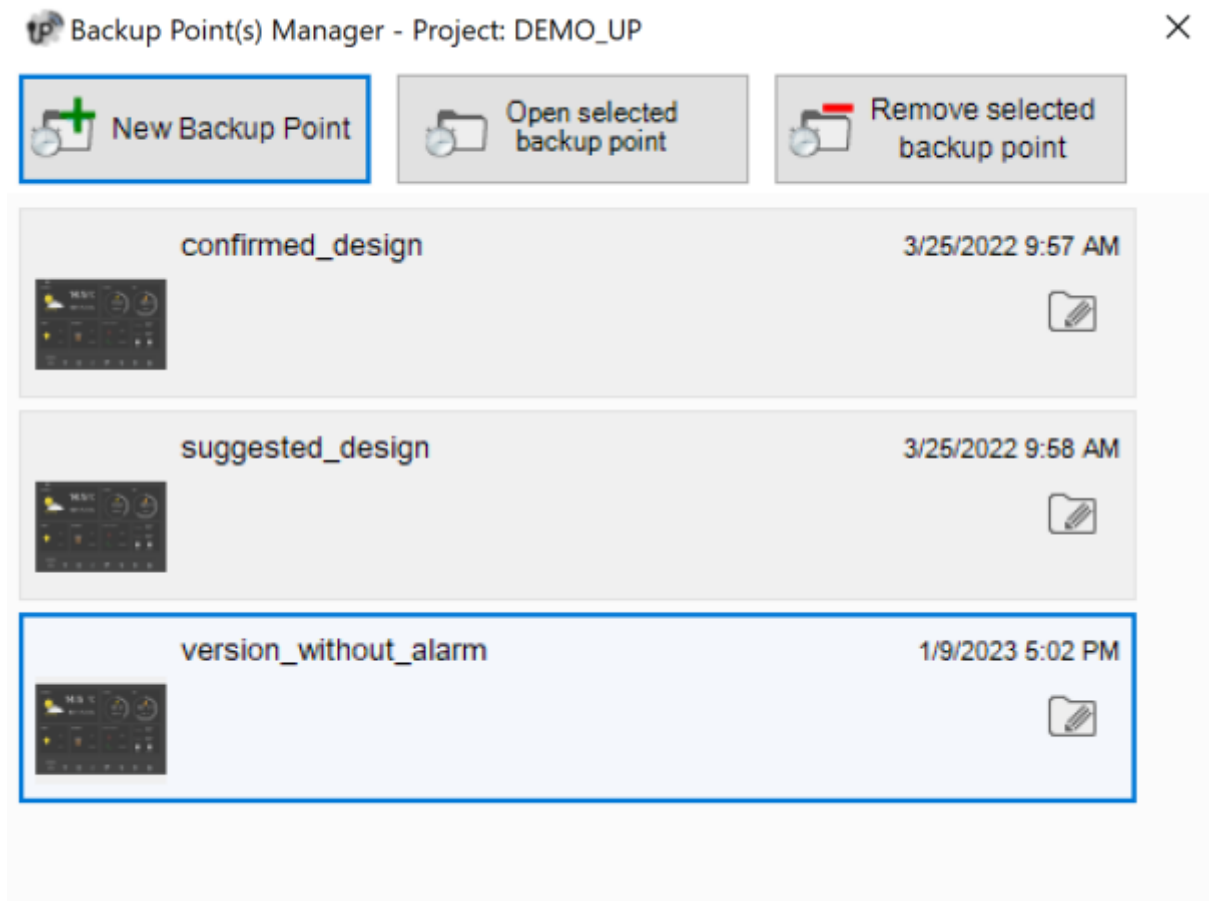 Backup Point(s) Manager - Project: DEMO_UP
New Backup Point
Open selected
backup point
Remove selected
backup point
confirmed_design
3/25/2022 9:57 AM
suggested_design
3/25/2022 9:58 AM
version_without_alarm
1/9/2023 5:02 PM